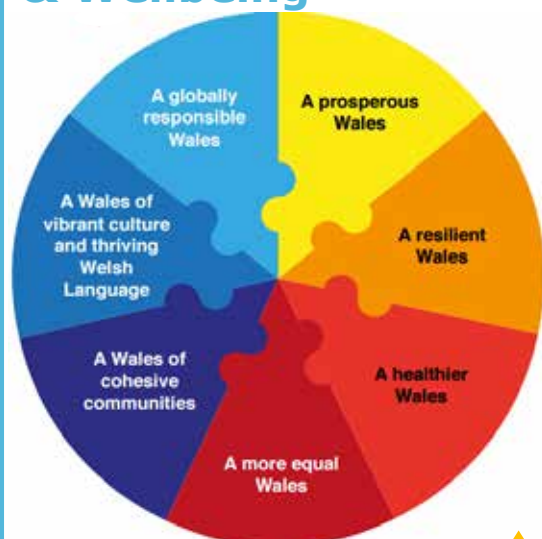 & Wellbeing
A globally
responsible
Wales
A prosperous
Wales
A Wales of
vibrant culture
and thriving
Welsh
Language
A resilient
Wales
A Wales of
cohesive
communities
A healthier
Wales
A more equal
Wales